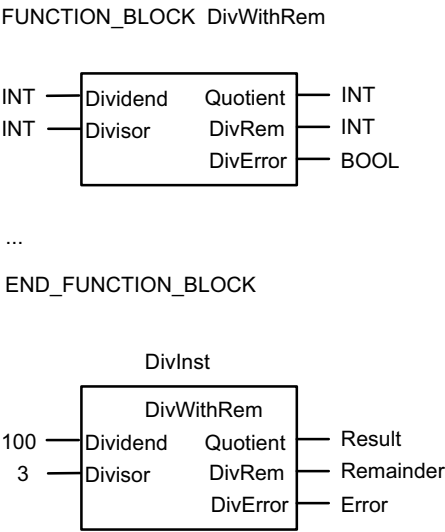 FUNCTION_BLOCK DivWithRem
INT Dividend Quotient INT
INT Divisor DivRem INT
DivError BOOL
...
END_FUNCTION_BLOCK
DivInst
DivWithRem
100 Dividend Quotient Result
3 Divisor DivRem Remainder
DivError Error